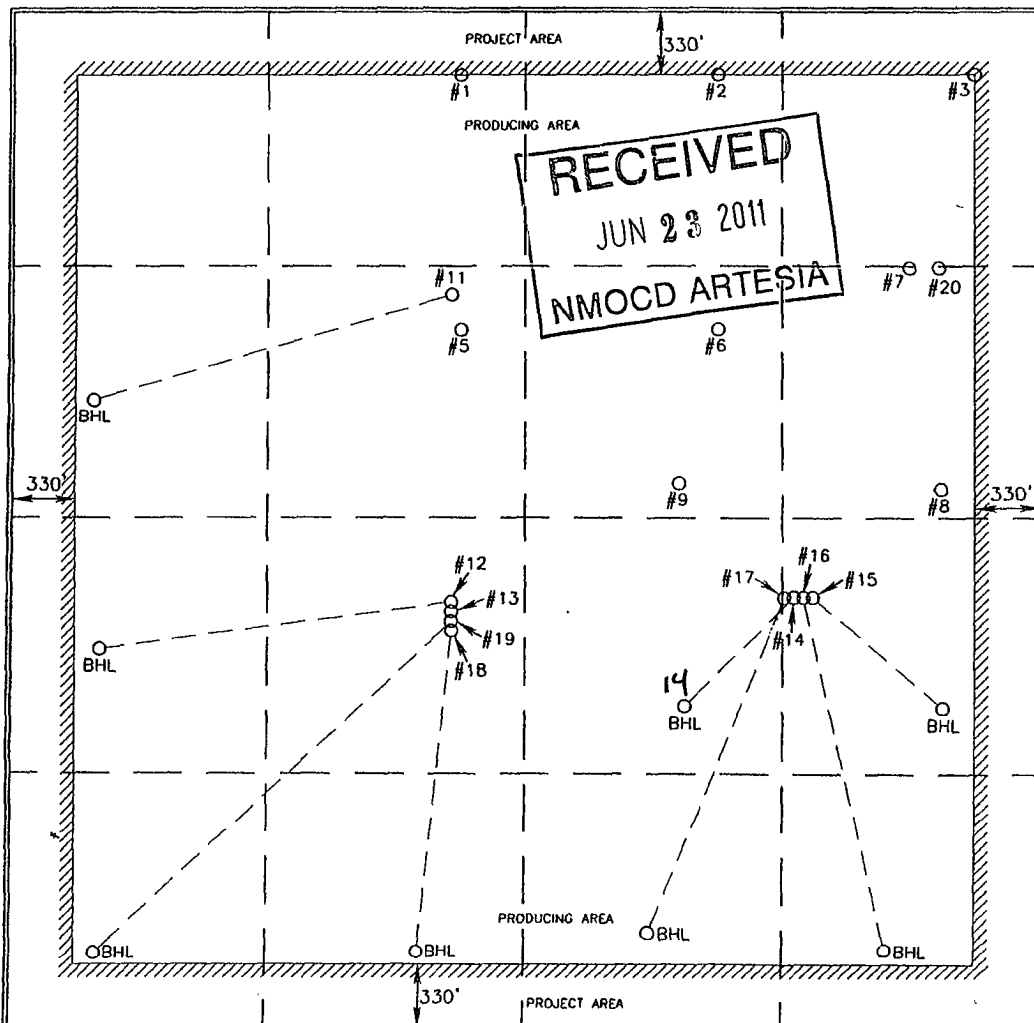 PROJECT AREA
330'
#1
#2
#3
PRODUCING AREA
RECEIVED
JUN 23 2011
NMOCD ARTESIA
#11
#7
#20
#5
#6
BHL
330'
#9
#8
330'
#12
#13
#19
#18
#16
#17
#15
#14
BHL
14
BHL
BHL
PRODUCING AREA
BHL
BHL
BHL
BHL
330'
PROJECT AREA